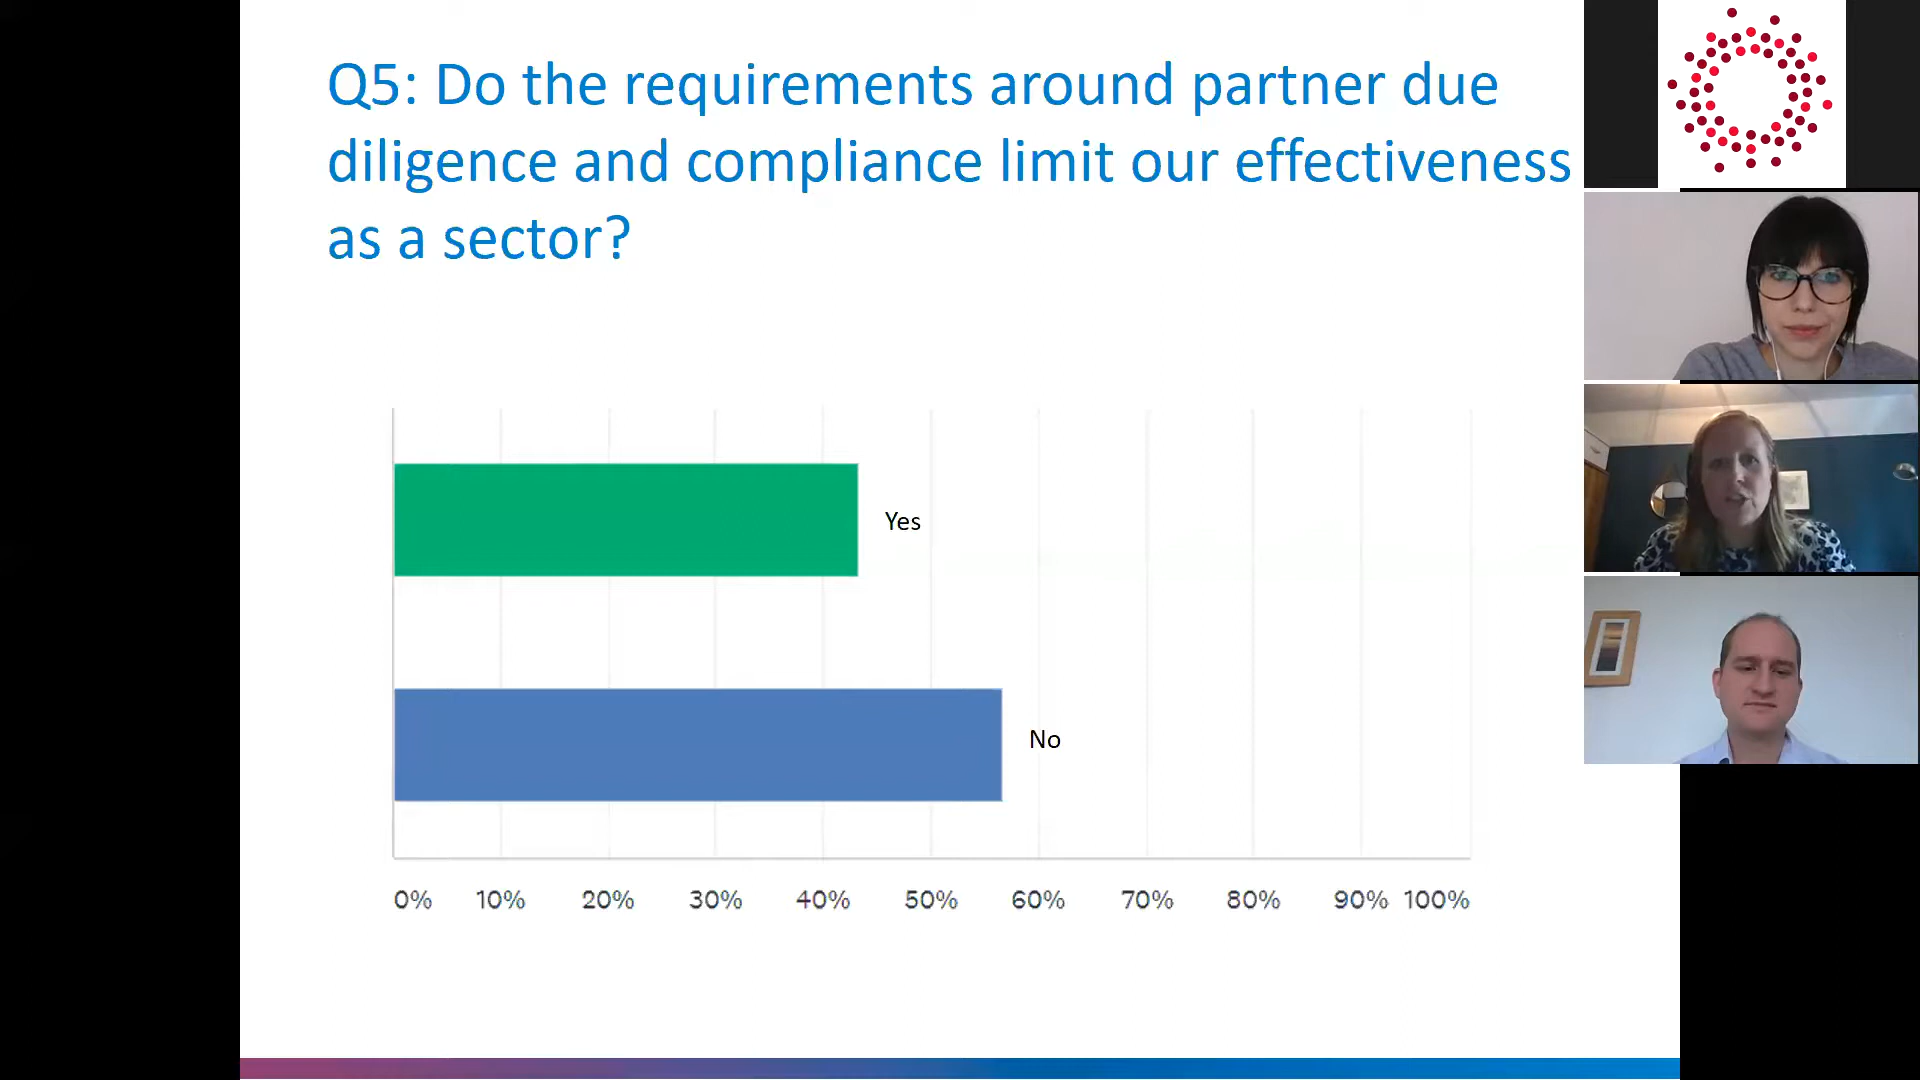 Q5: Do the requirements around partner due
diligence and compliance limit our effectiveness
as a sector?
Yes
No
0% 10% 20% 30% 40% 50% 60% 70% 80% 90% 100%